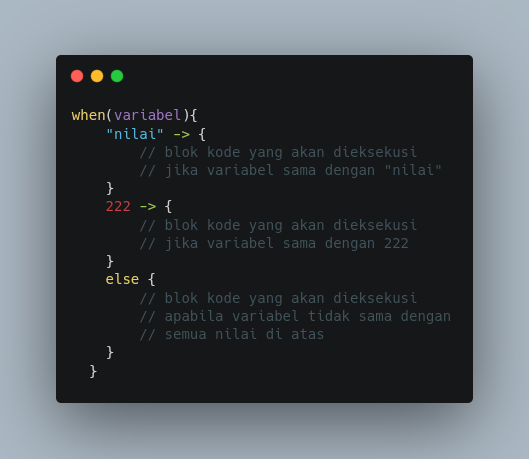 when(variabel){
    "nilai" -> {
        // blok kode yang akan dieksekusi
        // jika variabel sama dengan "nilai"
    }
    222 -> {
        // blok kode yang akan dieksekusi
        // jika variabel sama dengan 222
    }
    else {
        // blok kode yang akan dieksekusi
        // apabila variabel tidak sama dengan
        // semua nilai di atas
    }
  }